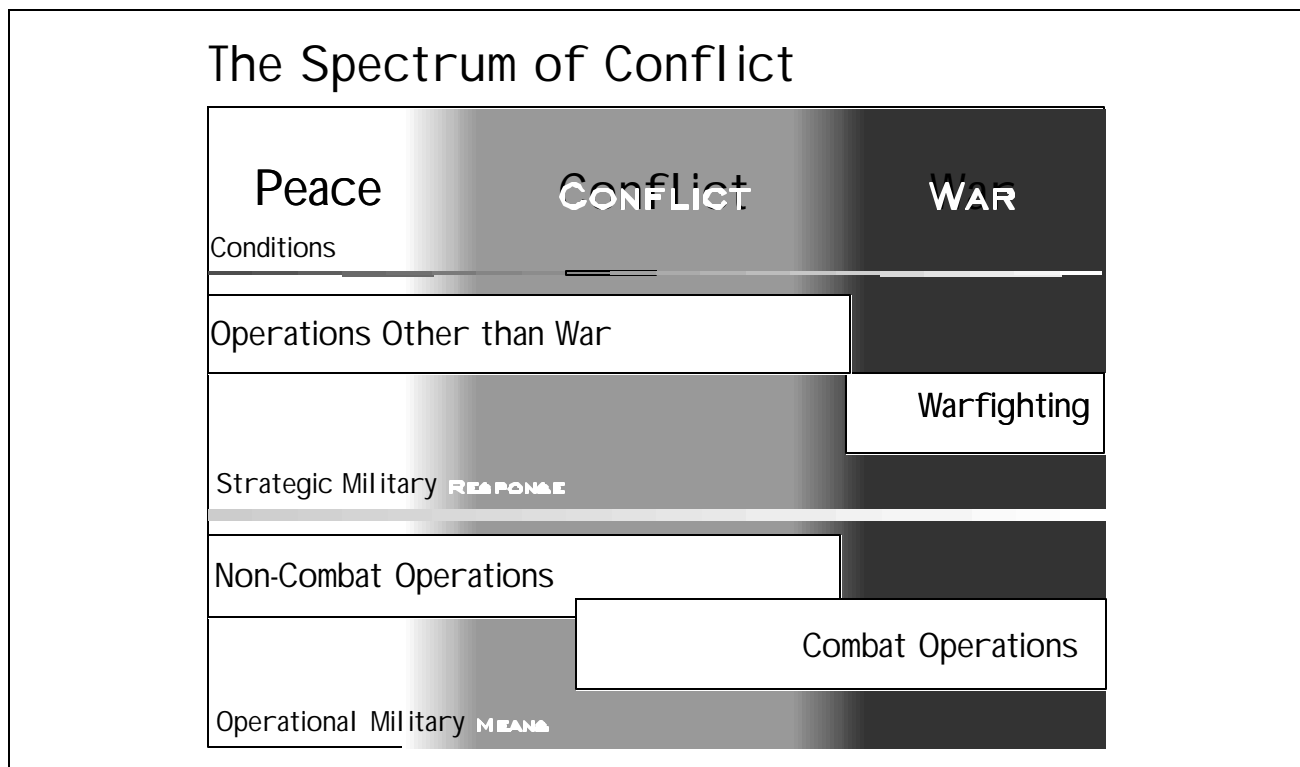 The Spectrum of Conflict
Peace Conflict War
Conditions
Operations Other than War
Warfighting
Strategic Military Response
Non-Combat Operations
Combat Operations
Operational Military Means